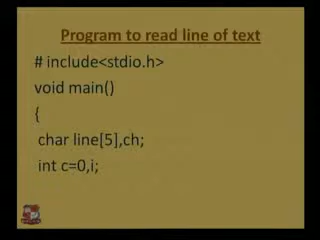 Program to read line of text
# include<stdio.h>
void main()
{
char line[5],ch;
int c=0,i;